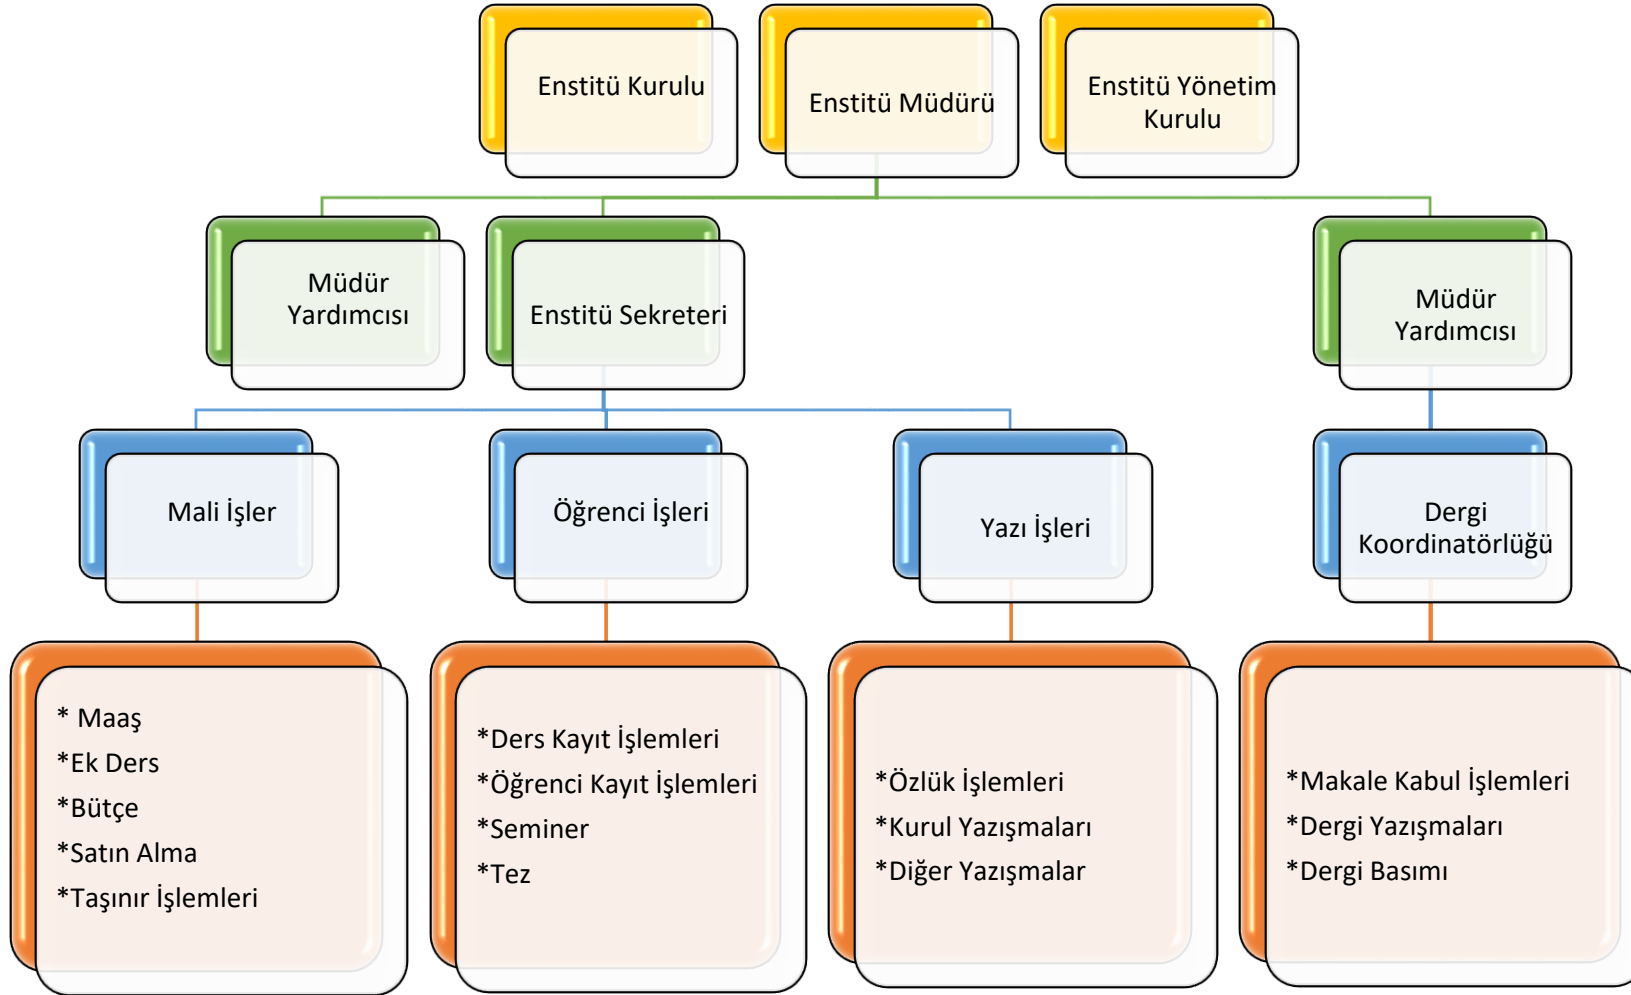 Enstitü Kurulu
Enstitü Müdürü
Enstitü Yönetim
Kurulu
Müdür
Yardımcısı
Enstitü Sekreteri
Müdür
Yardımcısı
Mali İşler
Öğrenci İşleri
Yazı İşleri
Dergi
Koordinatörlüğü
* Maaş
*Ek Ders
*Bütçe
*Satın Alma
*Taşınır İşlemleri
*Ders Kayıt İşlemleri
*Öğrenci Kayıt İşlemleri
*Seminer
*Tez
*Özlük İşlemleri
*Kurul Yazışmaları
*Diğer Yazışmalar
*Makale Kabul İşlemleri
*Dergi Yazışmaları
*Dergi Basımı